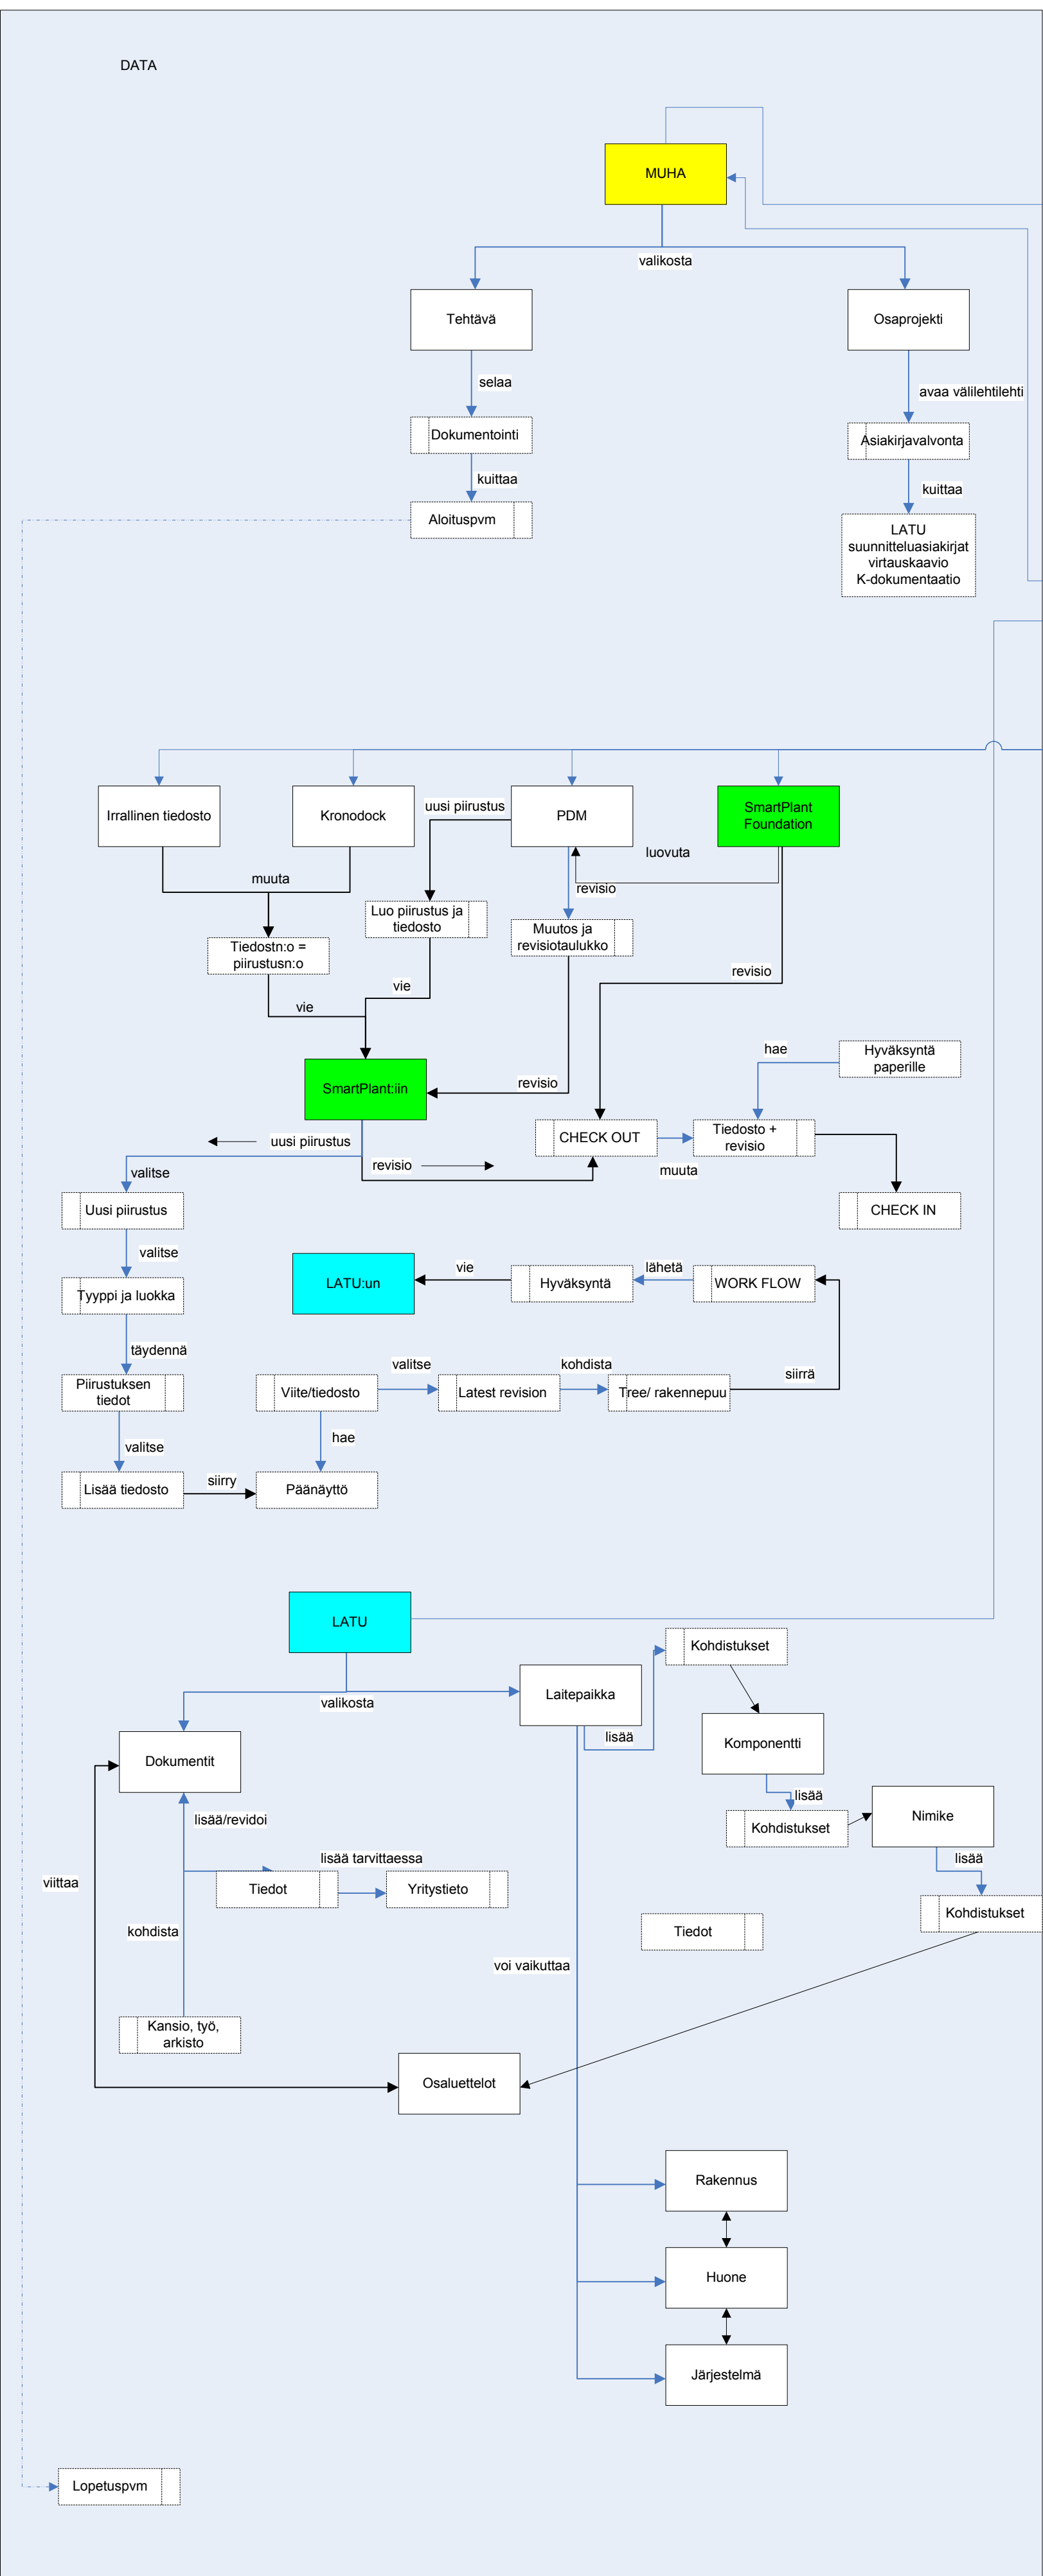 DATA
MUHA
valikosta
Tehtävä
Osaprojekti
selaa
avaa välilehtilehti
Dokumentointi
Asiakirjavalvonta
kuittaa
kuittaa
Aloituspvm
LATU
suunnitteluasiakirjat
virtauskaavio
K-dokumentaatio
Irrallinen tiedosto
Kronodock
uusi piirustus
PDM
SmartPlant
Foundation
luovuta
muuta
revisio
Luo piirustus ja
tiedosto
Muutos ja
revisiotaulukko
Tiedostn:o =
piirustusn:o
revisio
vie
vie
hae
Hyväksyntä
paperille
SmartPlant:iin
revisio
uusi piirustus
CHECK OUT
Tiedosto +
revisio
revisio
muuta
valitse
Uusi piirustus
CHECK IN
valitse
LATU:un
vie
Hyväksyntä
lähetä
WORK FLOW
Tyyppi ja luokka
täydennä
valitse
kohdista
siirrä
Piirustuksen
tiedot
Viite/tiedosto
Latest revision
Tree/ rakennepuu
valitse
hae
Lisää tiedosto
siirry
Päänäyttö
LATU
Kohdistukset
valikosta
Laitepaikka
lisää
Komponentti
Dokumentit
lisää
lisää/revidoi
Kohdistukset
Nimike
lisää tarvittaessa
lisää
viittaa
Tiedot
Yritystieto
Kohdistukset
kohdista
Tiedot
voi vaikuttaa
Kansio, työ,
arkisto
Osaluettelot
Rakennus
Huone
Järjestelmä
Lopetuspvm